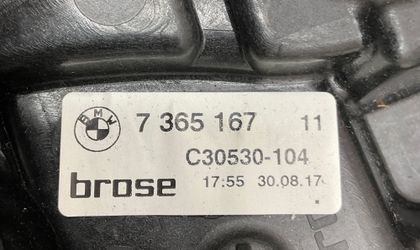 BMW 7 365 167 11
C30530-104
brose 17:55 30.08.17